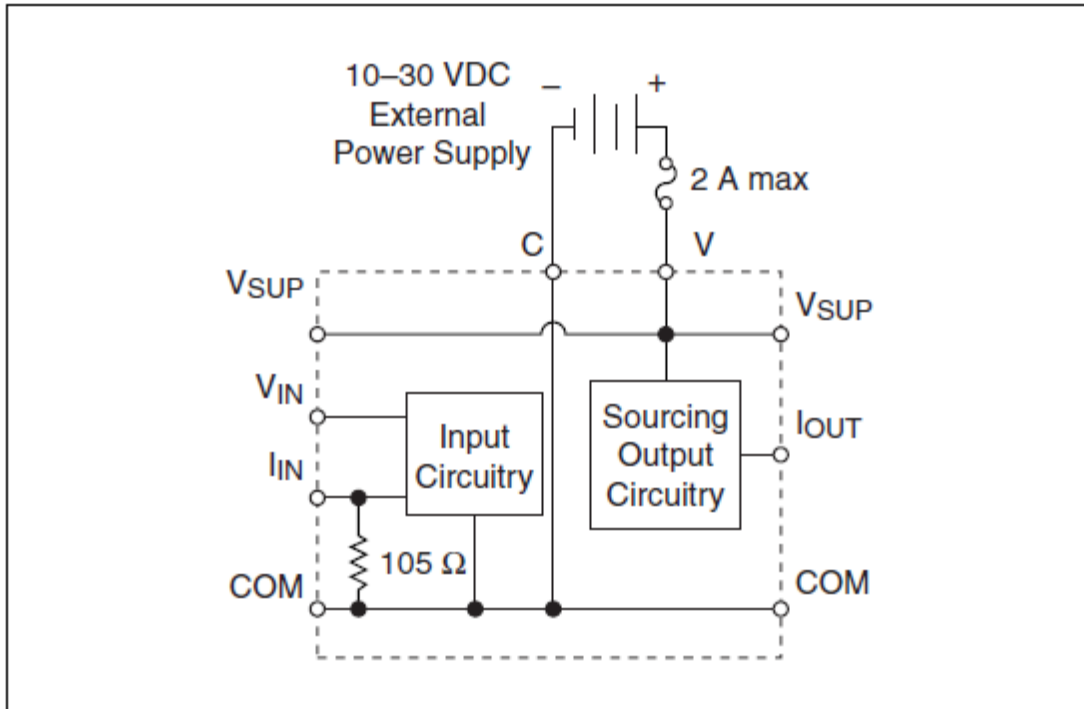 10–30 VDC
External
Power Supply
– +
2 A max
C V
VSUP
VSUP
VIN
IIN
COM
Input
Circuitry
105 Ω
Sourcing
Output
Circuitry
IOUT
COM